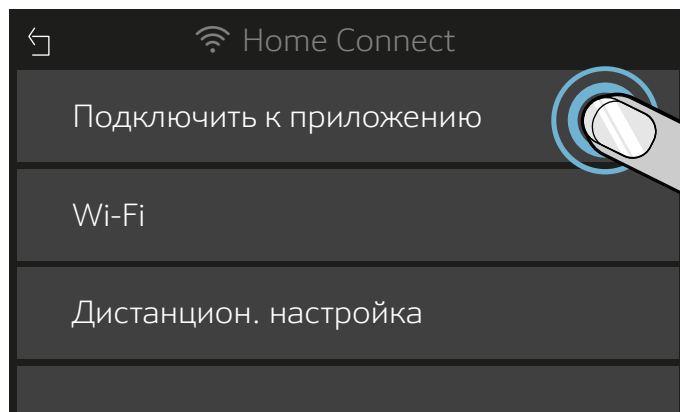 Home Connect
Подключить к приложению
Wi-Fi
Дистанцион. настройка